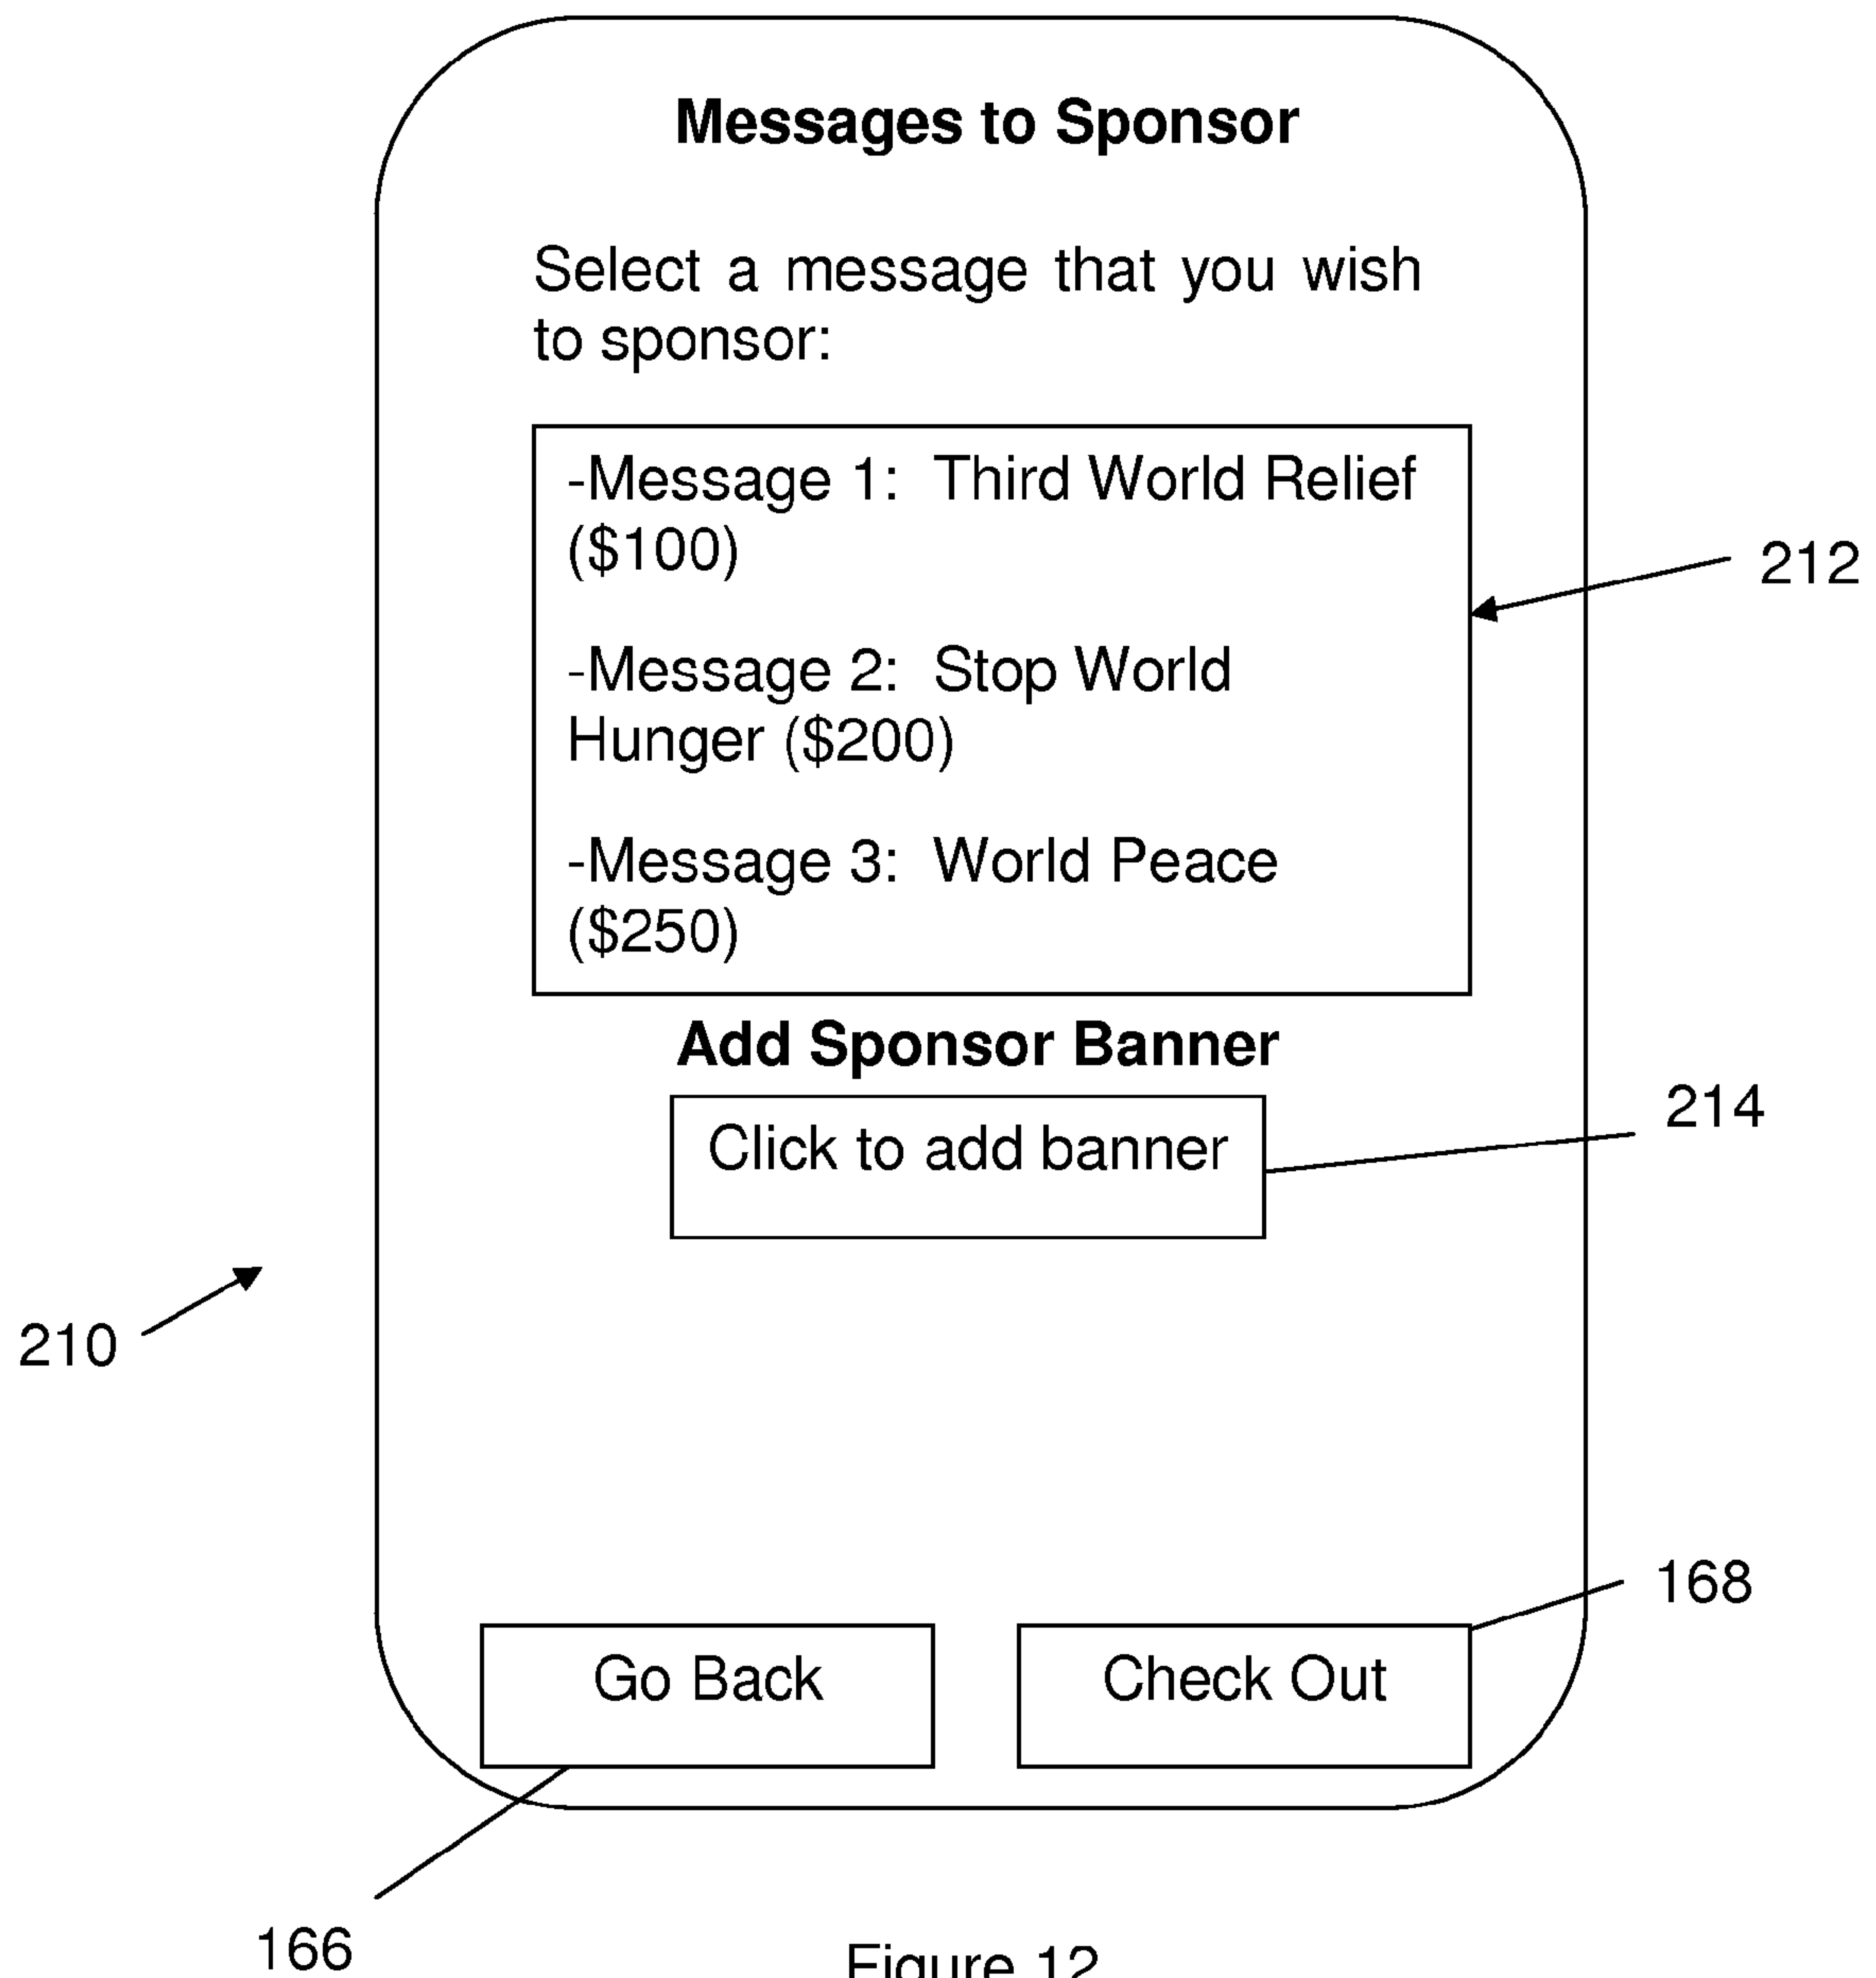 Messages to Sponsor
Select a message that you wish
to sponsor:
-Message 1: Third World Relief
($100)
212
-Message 2: Stop World
Hunger ($200)
-Message 3: World Peace
($250)
Add Sponsor Banner
214
Click to add banner
210
168
Go Back
Check Out
166
Figure 12